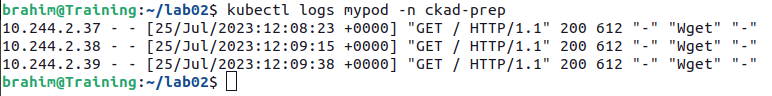 brahim@Training:~/lab02$ kubectl logs mypod -n ckad-prep
10.244.2.37 - - [25/Jul/2023:12:08:23 +0000] "GET / HTTP/1.1" 200 612 "-" "Wget" "-"
10.244.2.38 - - [25/Jul/2023:12:09:15 +0000] "GET / HTTP/1.1" 200 612 "-" "Wget" "-"
10.244.2.39 - - [25/Jul/2023:12:09:38 +0000] "GET / HTTP/1.1" 200 612 "-" "Wget" "-"
brahim@Training:~/lab02$